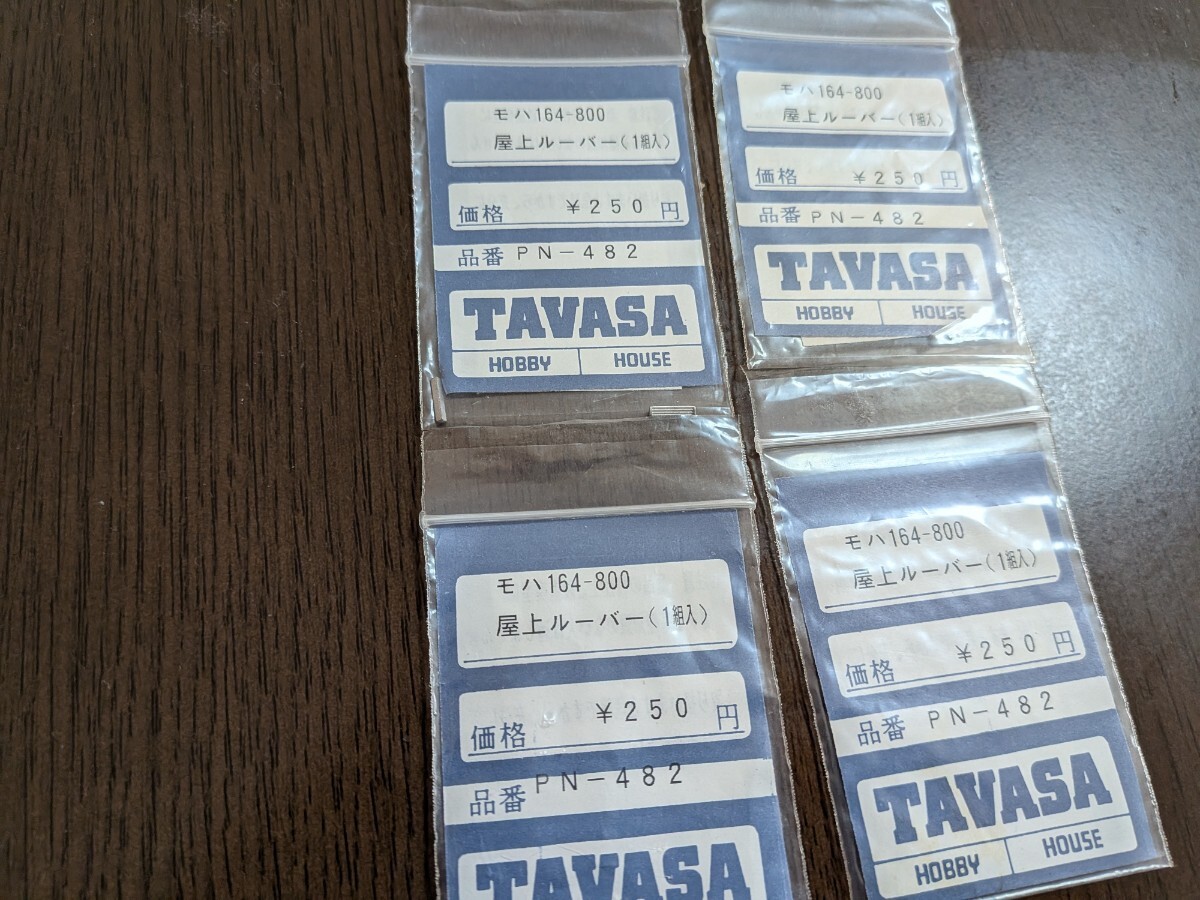 モハ164-800
屋上ルーバー(1組入)
価格 ¥250 円
品番 PN-482
TAVASA
HOBBY HOUSE
モハ164-800
屋上ルーバー(1組入)
価格 ¥250 円
品番 PN-482
TAVASA
HOBBY HOUSE
モハ164-800
屋上ルーバー(1組入)
価格 ¥250 円
品番 PN-482
TAVASA
モハ164-800
屋上ルーバー(1組入)
価格 ¥250 円
品番 PN-482
TAVASA
HOBBY HOUSE